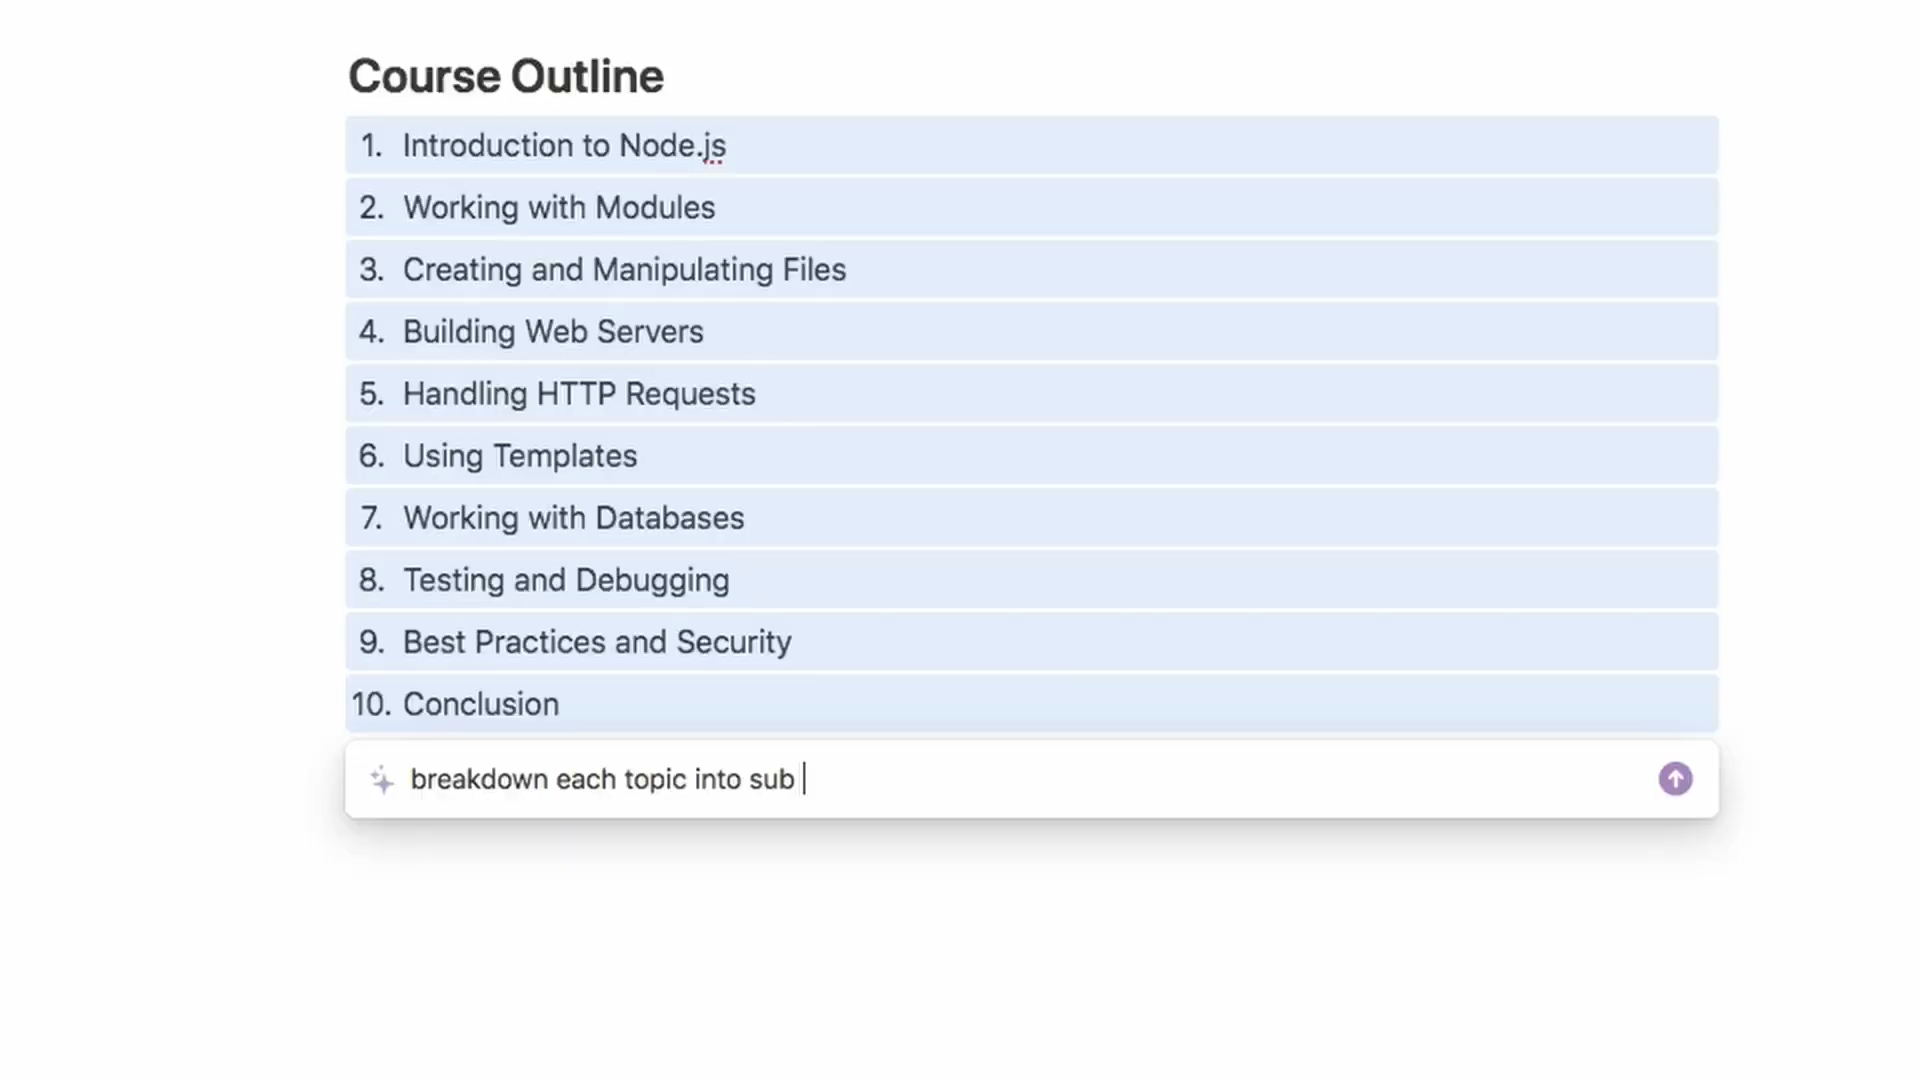 Course Outline
1. Introduction to Node.js
2. Working with Modules
3. Creating and Manipulating Files
4. Building Web Servers
5. Handling HTTP Requests
6. Using Templates
7. Working with Databases
8. Testing and Debugging
9. Best Practices and Security
10. Conclusion
breakdown each topic into sub